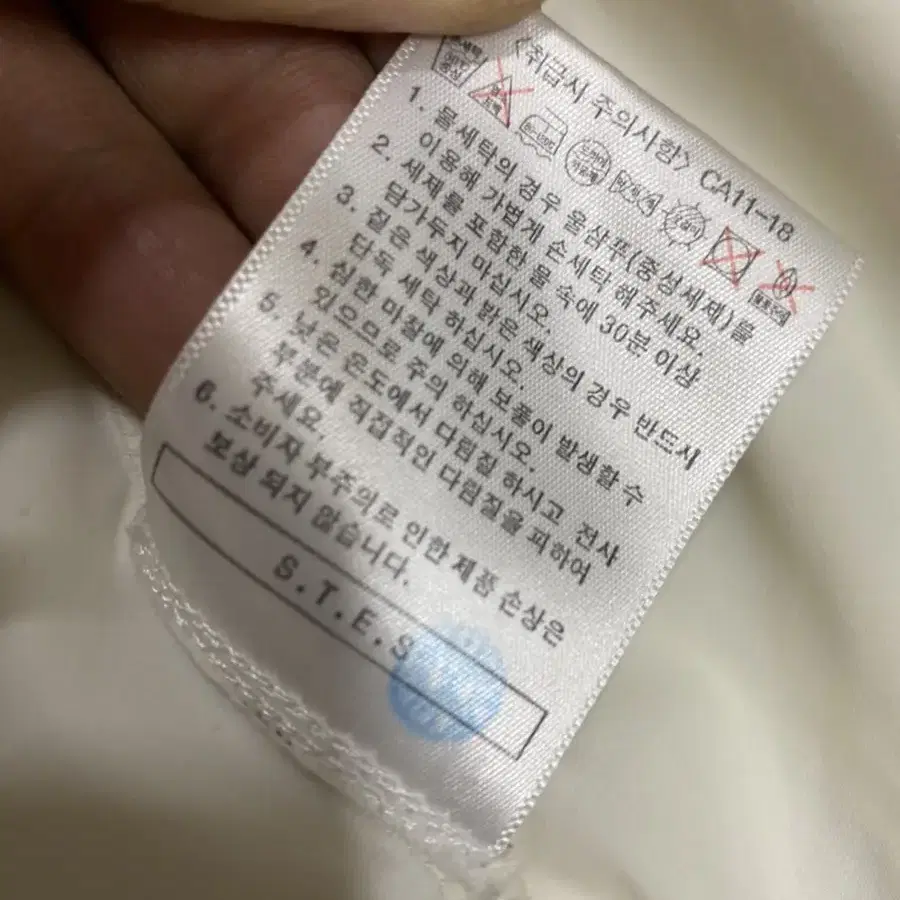 <취급시 주의사항> CA11-18
1. 물세탁의 경우 울샴푸(중성세제)를
이용해 가볍게 손세탁 해주세요.
2. 세제를 포함한 물 속에 30분 이상
담가두지 마십시오.
3. 짙은 색상과 밝은 색상의 경우 반드시
단독 세탁 하십시오.
4. 심한 마찰에 의해 보풀이 발생할 수
있으므로 주의 하십시오.
5. 낮은 온도에서 다림질 하시고 전사
부분에 직접적인 다림질을 피하여
주세요.
6. 소비자 부주의로 인한 제품 손상은
보상 되지 않습니다.
S.T.E.S